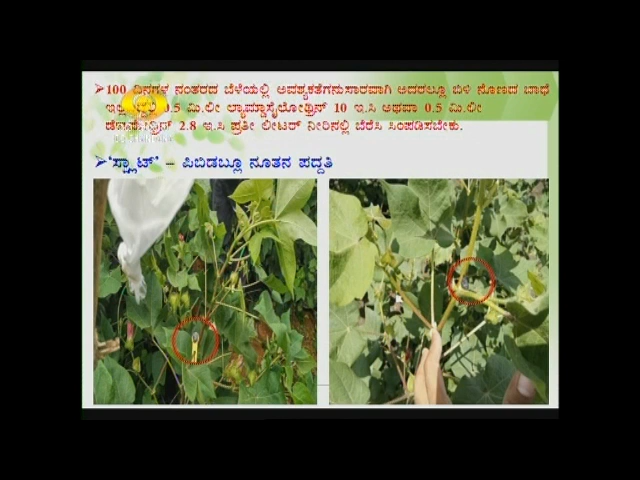 100 ದಿನಗಳ ನಂತರದ ಬೆಳೆಯಲ್ಲಿ ಅವಶ್ಯಕತೆಗನುಸಾರವಾಗಿ ಅದರಲ್ಲೂ ಬಿಳಿ ನೊಣದ ಬಾಧೆ
0.5 ಮಿ.ಲೀ ಲ್ಯಾಮ್ಡಾಸೈಲೋಥ್ರಿನ್ 10 ಇ.ಸಿ ಅಥವಾ 0.5 ಮಿ.ಲೀ
2.8 ಇ.ಸಿ ಪ್ರತೀ ಲೀಟರ್ ನೀರಿನಲ್ಲಿ ಬೆರೆಸಿ ಸಿಂಪಡಿಸಬೇಕು.
'ಸ್ಪ್ಲಾಟ್' – ಪಿಬಿಡಬ್ಲೂ ನೂತನ ಪದ್ದತಿ